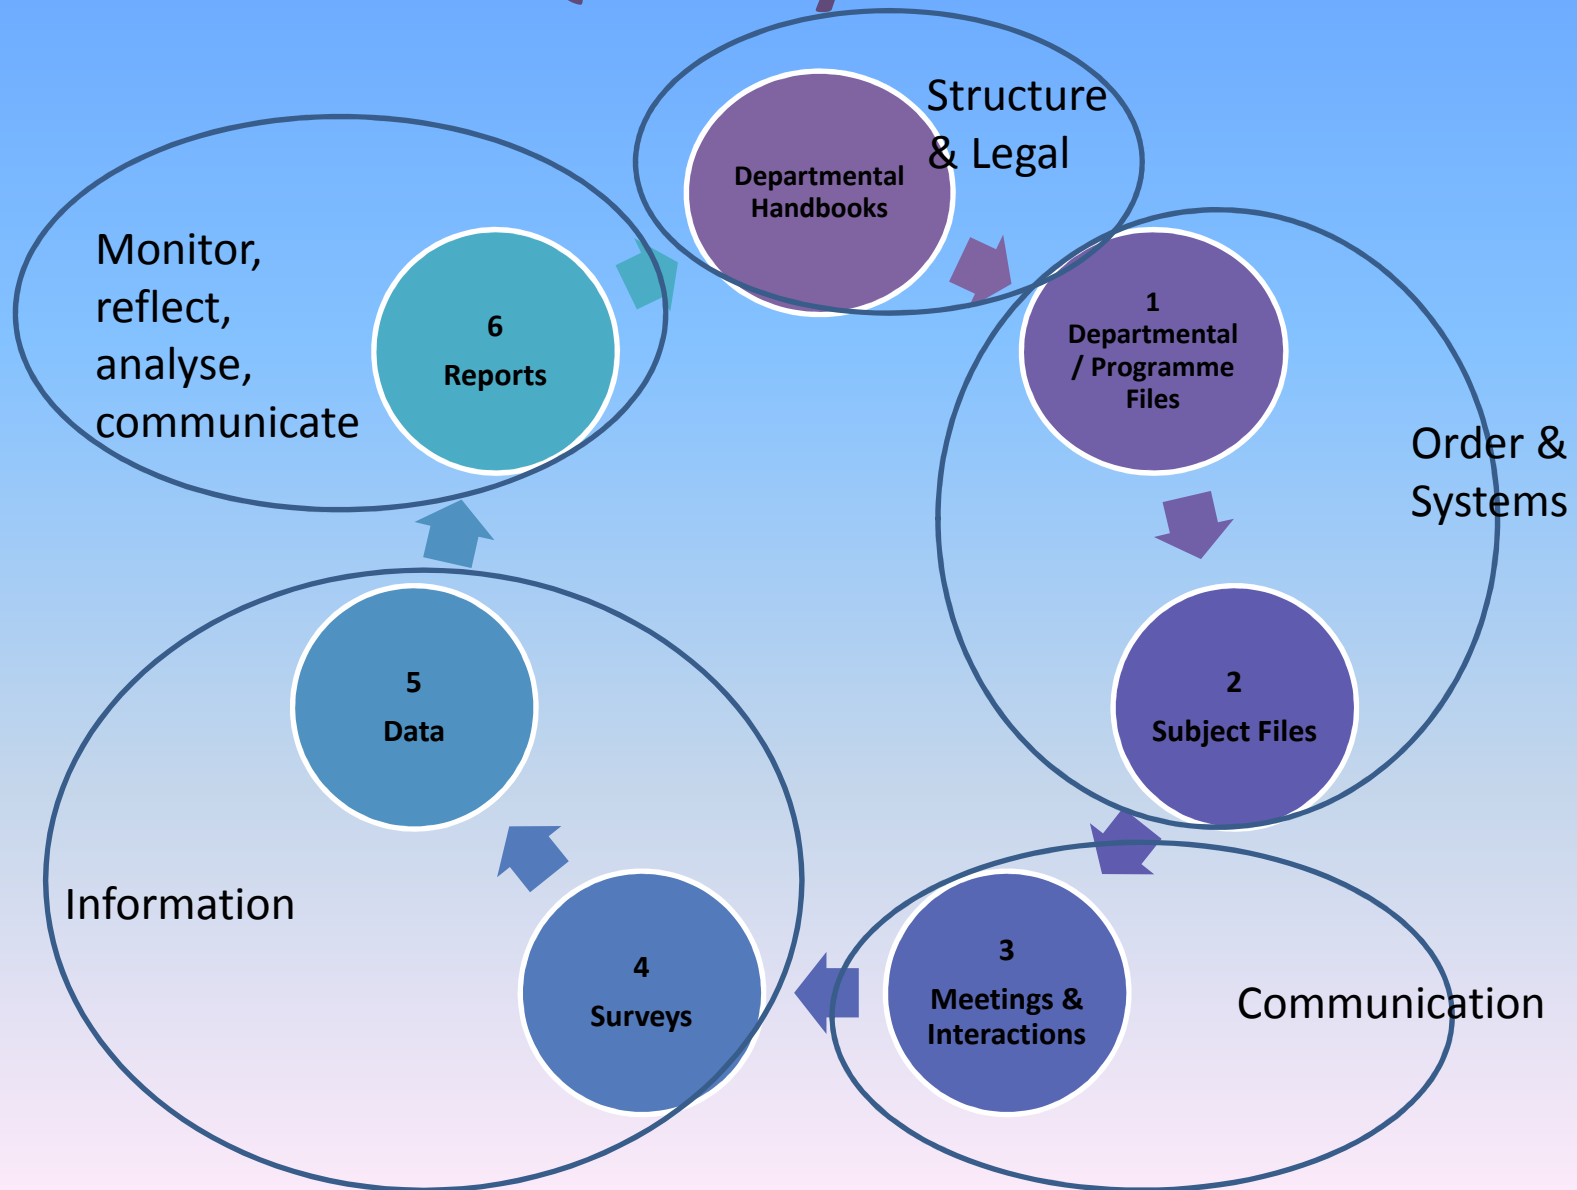 Structure
& Legal
Departmental
Handbooks
1
Departmental
/ Programme
Files
Order &
Systems
2
Subject Files
3
Meetings &
Interactions
Communication
4
Surveys
Information
5
Data
6
Reports
Monitor,
reflect,
analyse,
communicate